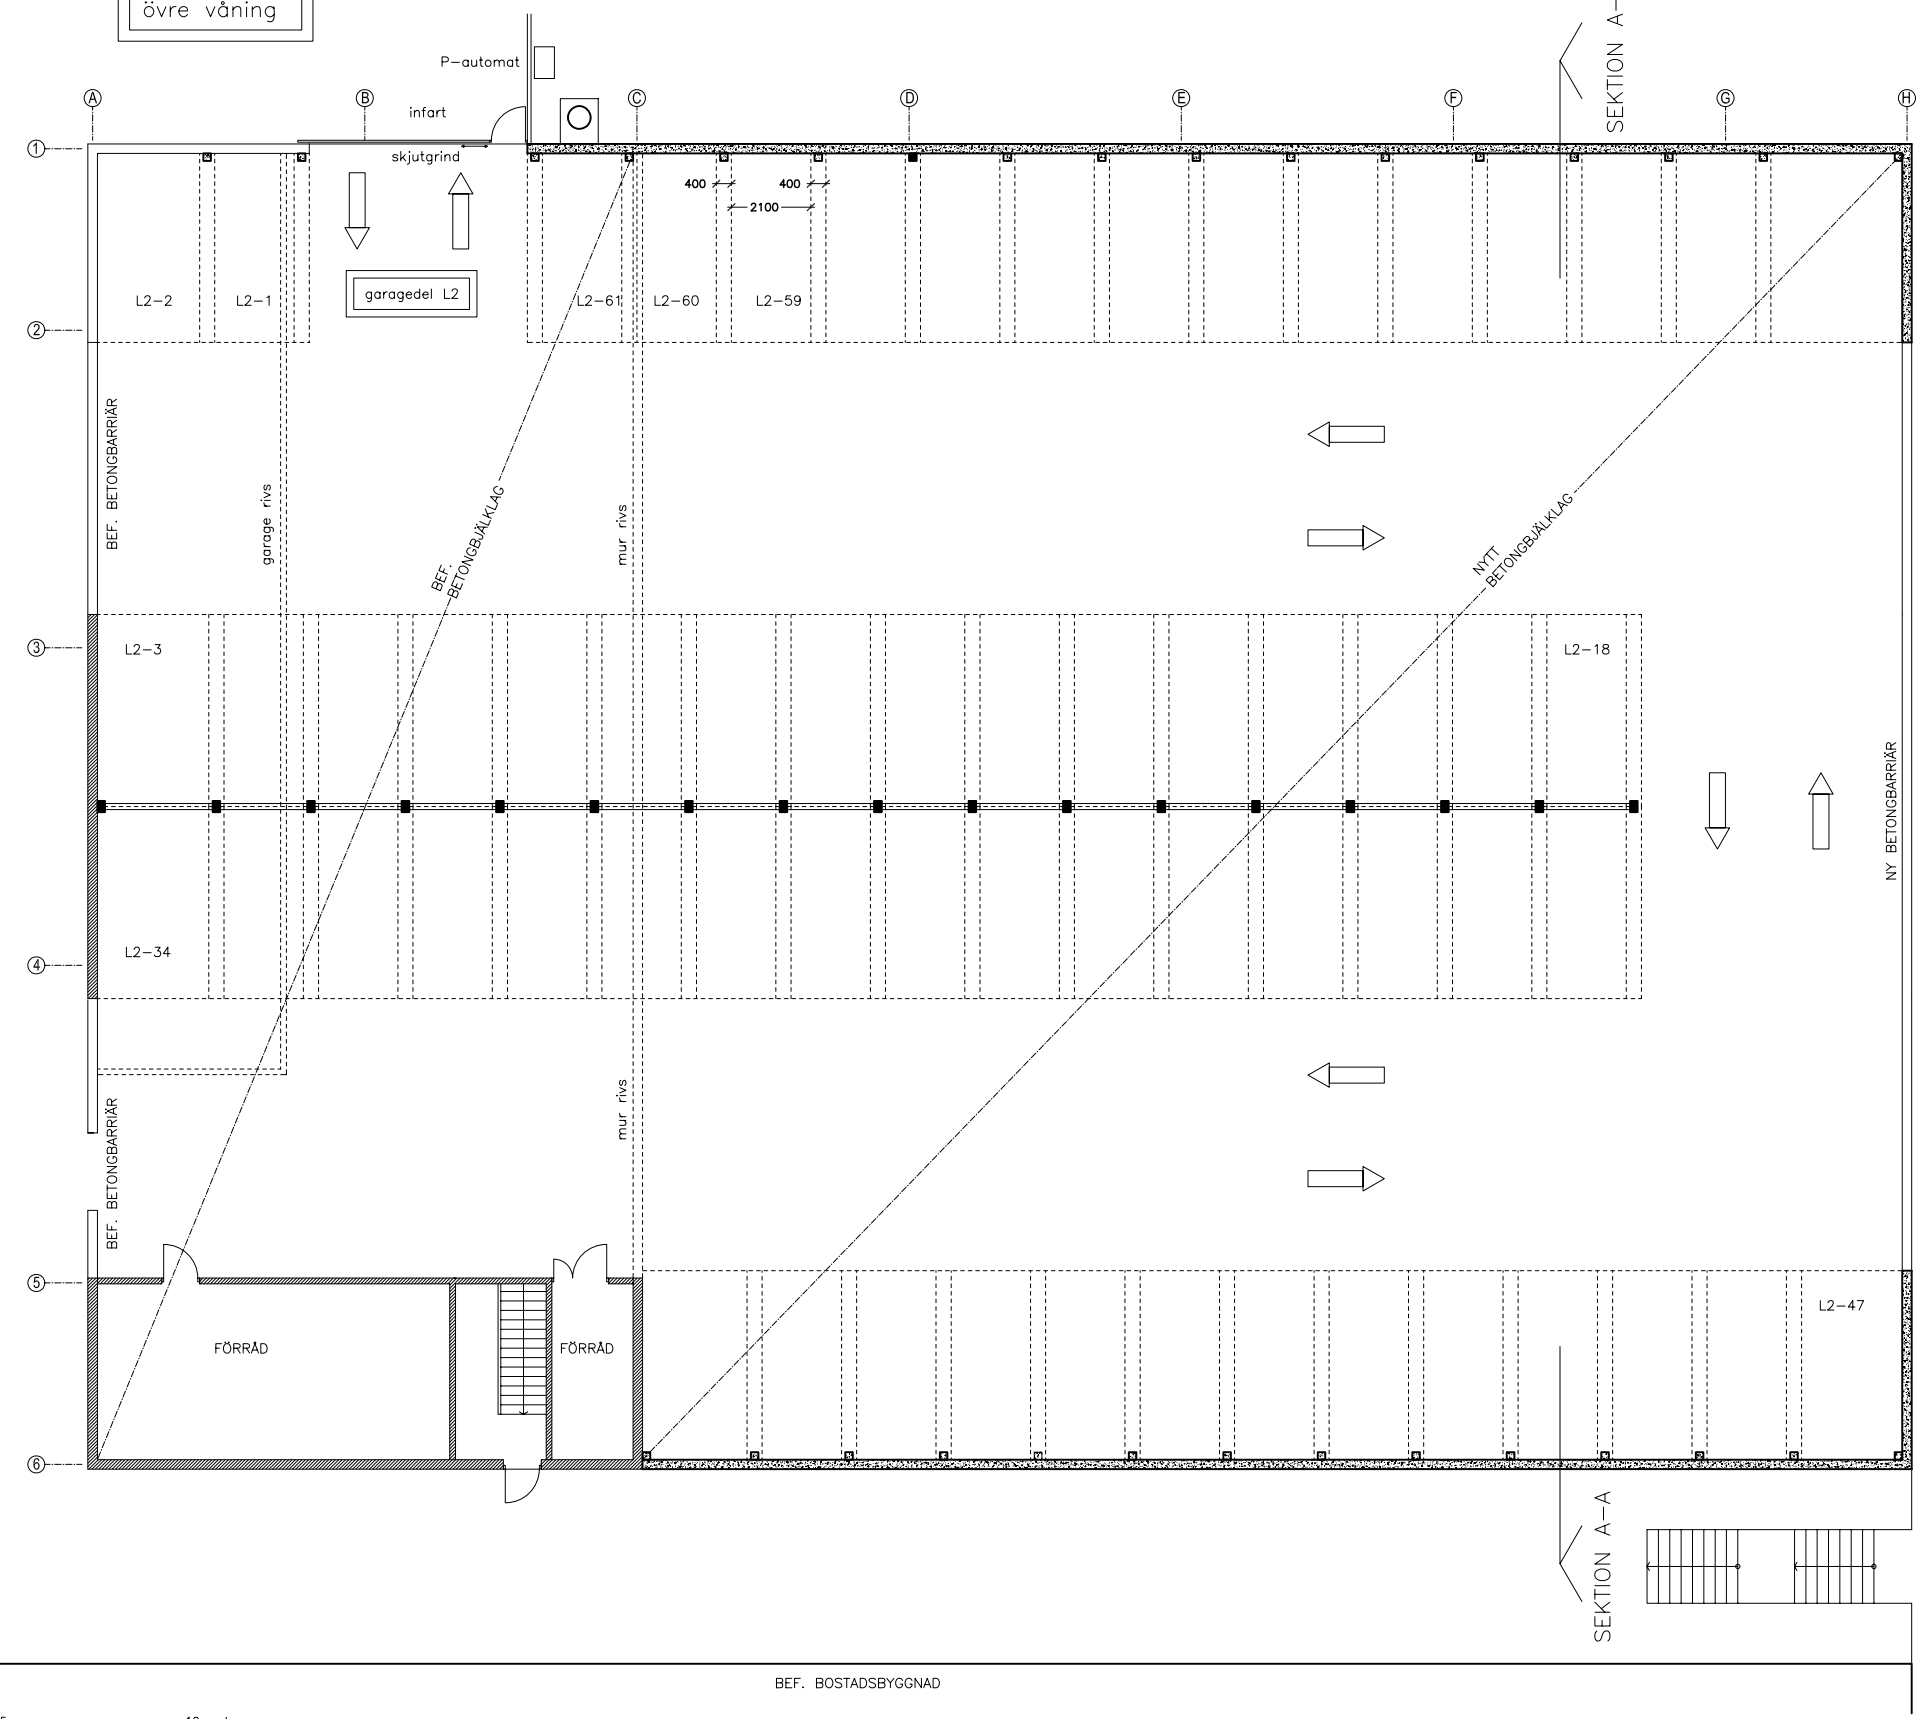 övre våning
SEKTION A-
P-automat
A
B
C
D
E
F
G
H
infart
1
skjutgrind
400
400
2100
L2-2
L2-1
garagedel L2
L2-61
L2-60
L2-59
2
BEF. BETONGBARRIÄR
garage rivs
BEF.
BETONGBJÄLKLAG
mur rivs
NYTT
BETONGBJÄLKLAG
3
L2-3
L2-18
NY BETONGBARRIÄR
L2-34
4
BEF. BETONGBARRIÄR
mur rivs
5
L2-47
FÖRRÅD
FÖRRÅD
6
SEKTION A-A
BEF. BOSTADSBYGGNAD